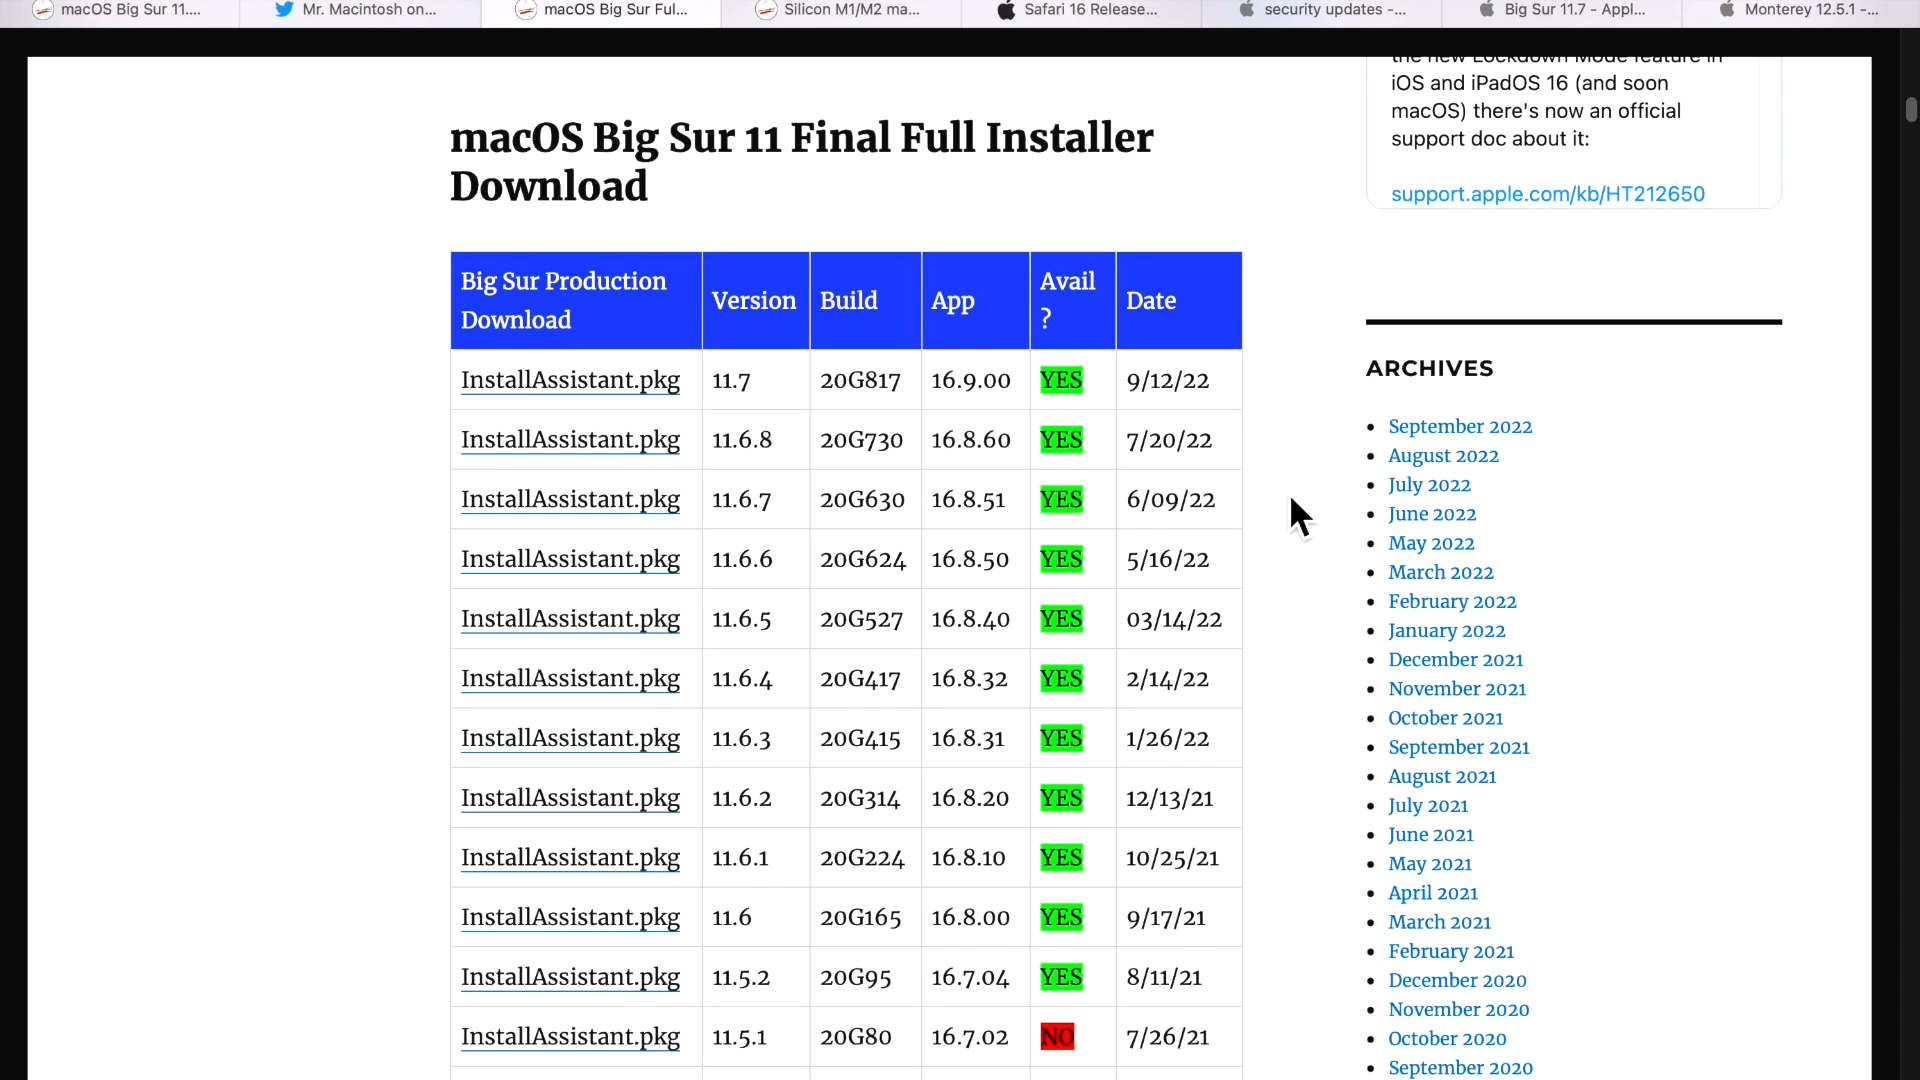 macOS Big Sur 11....
Mr. Macintosh on...
macOS Big Sur Ful...
Silicon M1/M2 ma...
Safari 16 Release...
security updates -...
Big Sur 11.7 - Appl...
Monterey 12.5.1 -...
the new Lockdown Mode feature in
iOS and iPadOS 16 (and soon
macOS) there's now an official
support doc about it:
support.apple.com/kb/HT212650
macOS Big Sur 11 Final Full Installer
Download
Big Sur Production Download Version Build App Avail ? Date
InstallAssistant.pkg 11.7 20G817 16.9.00 YES 9/12/22
InstallAssistant.pkg 11.6.8 20G730 16.8.60 YES 7/20/22
InstallAssistant.pkg 11.6.7 20G630 16.8.51 YES 6/09/22
InstallAssistant.pkg 11.6.6 20G624 16.8.50 YES 5/16/22
InstallAssistant.pkg 11.6.5 20G527 16.8.40 YES 03/14/22
InstallAssistant.pkg 11.6.4 20G417 16.8.32 YES 2/14/22
InstallAssistant.pkg 11.6.3 20G415 16.8.31 YES 1/26/22
InstallAssistant.pkg 11.6.2 20G314 16.8.20 YES 12/13/21
InstallAssistant.pkg 11.6.1 20G224 16.8.10 YES 10/25/21
InstallAssistant.pkg 11.6 20G165 16.8.00 YES 9/17/21
InstallAssistant.pkg 11.5.2 20G95 16.7.04 YES 8/11/21
InstallAssistant.pkg 11.5.1 20G80 16.7.02 NO 7/26/21
ARCHIVES
September 2022
August 2022
July 2022
June 2022
May 2022
March 2022
February 2022
January 2022
December 2021
November 2021
October 2021
September 2021
August 2021
July 2021
June 2021
May 2021
April 2021
March 2021
February 2021
December 2020
November 2020
October 2020
September 2020